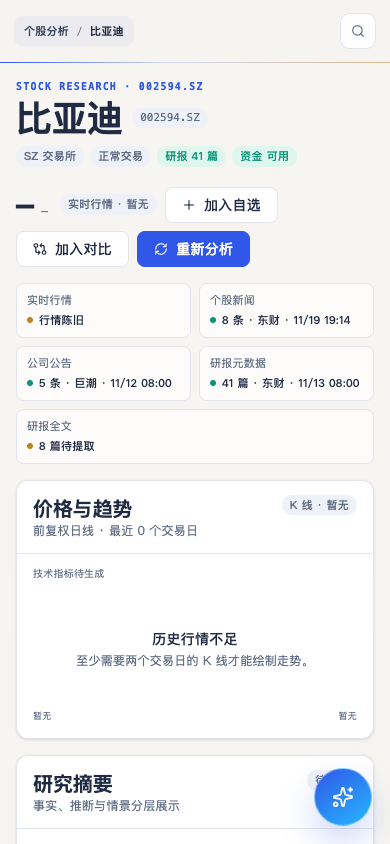 个股分析 / 比亚迪
STOCK RESEARCH · 002594.SZ
比亚迪 002594.SZ
SZ 交易所 正常交易 研报 41 篇 资金 可用
— _ 实时行情 · 暂无 + 加入自选
加入对比 重新分析
实时行情
行情陈旧
个股新闻
8 条 · 东财 · 11/19 19:14
公司公告
5 条 · 巨潮 · 11/12 08:00
研报元数据
41 篇 · 东财 · 11/13 08:00
研报全文
8 篇待提取
价格与趋势 K 线 · 暂无
前复权日线 · 最近 0 个交易日
技术指标待生成
历史行情不足
至少需要两个交易日的 K 线才能绘制走势。
暂无 暂无
研究摘要
事实、推断与情景分层展示